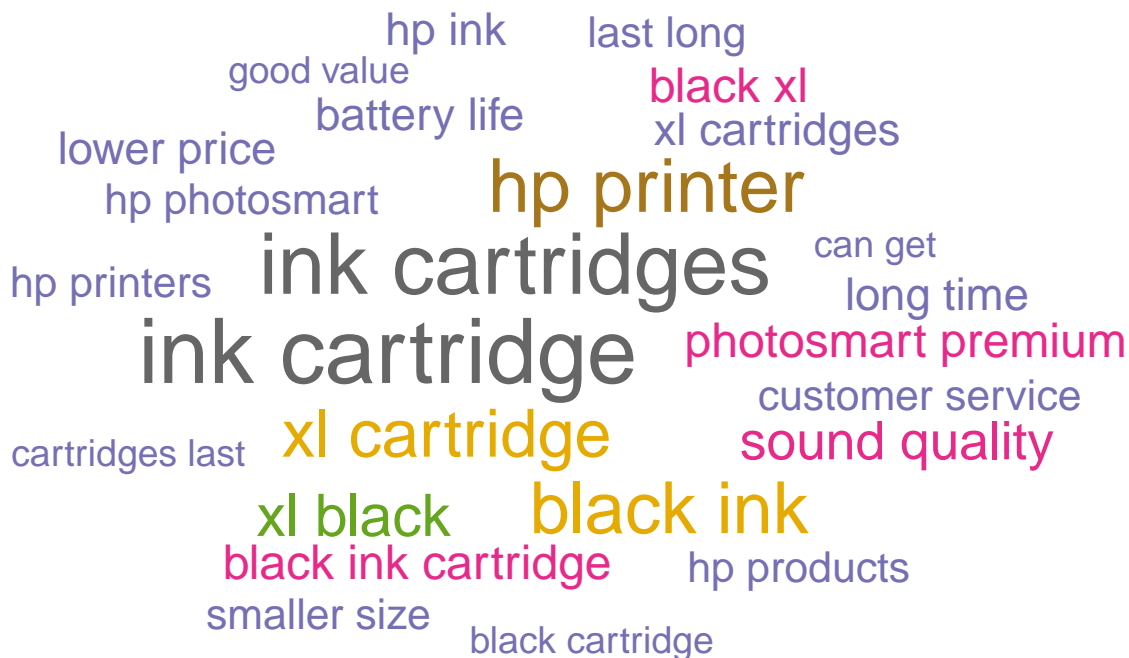 hp ink
last long
good value
black xl
battery life
xl cartridges
lower price
hp printer
hp photosmart
can get
ink cartridges
hp printers
long time
photosmart premium
ink cartridge
customer service
xl cartridge
sound quality
cartridges last
black ink
xl black
black ink cartridge
hp products
smaller size
black cartridge